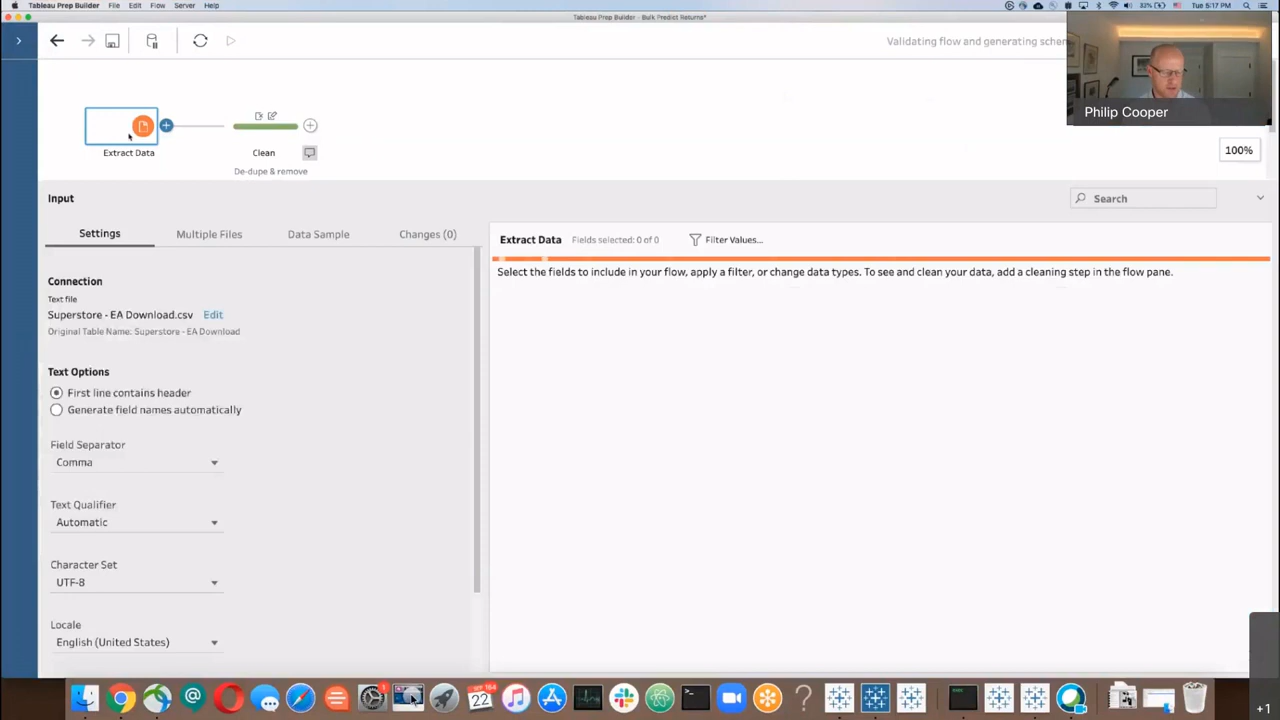 Tableau Prep Builder File Edit Flow Server Help
32% Tue 5:17 PM
Tableau Prep Builder - Bulk Predict Returns*
Validating flow and generating
Philip Cooper
Extract Data
Clean
De-dupe & remove
100%
Input
Search
Settings
Multiple Files
Data Sample
Changes (0)
Extract Data
Fields selected: 0 of 0
Filter Values...
Select the fields to include in your flow, apply a filter, or change data types. To see and clean your data, add a cleaning step in the flow pane.
Connection
Text file
Superstore - EA Download.csv
Edit
Original Table Name: Superstore - EA Download
Text Options
First line contains header
Generate field names automatically
Field Separator
Comma
Text Qualifier
Automatic
Character Set
UTF-8
Locale
English (United States)
22
+1